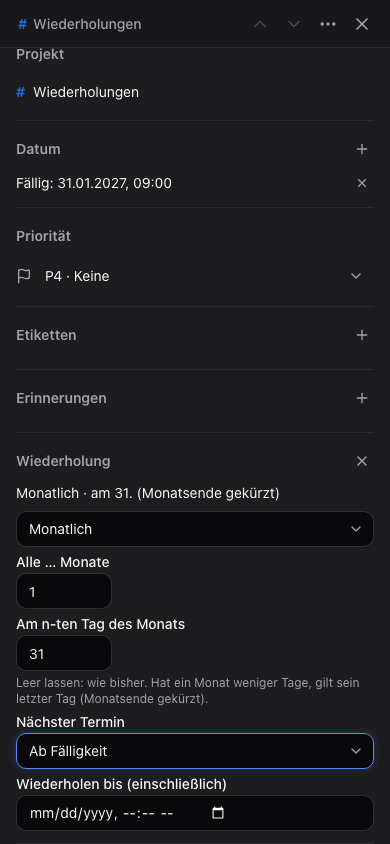 # Wiederholungen
Projekt
# Wiederholungen
Datum
Fällig: 31.01.2027, 09:00
Priorität
P4 · Keine
Etiketten
Erinnerungen
Wiederholung
Monatlich · am 31. (Monatsende gekürzt)
Monatlich
Alle ... Monate
1
Am n-ten Tag des Monats
31
Leer lassen: wie bisher. Hat ein Monat weniger Tage, gilt sein
letzter Tag (Monatsende gekürzt).
Nächster Termin
Ab Fälligkeit
Wiederholen bis (einschließlich)
mm/dd/yyyy, --:-- --